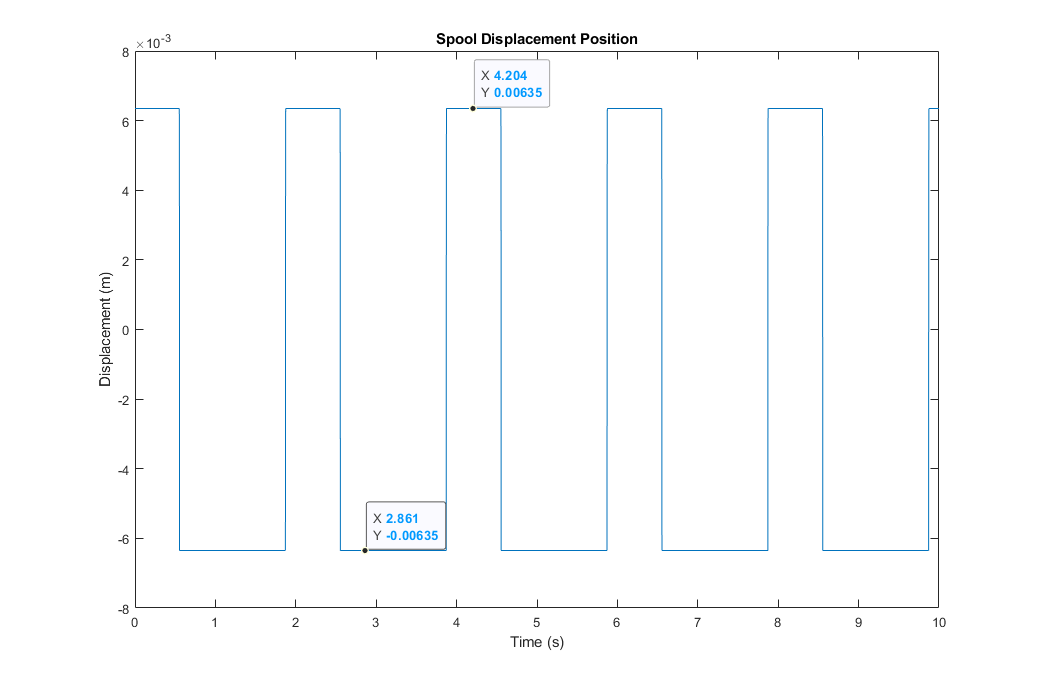 Spool Displacement Position
×10-3
8
6
4
2
0
-2
-4
-6
-8
Displacement (m)
X 4.204
Y 0.00635
X 2.861
Y -0.00635
0 1 2 3 4 5 6 7 8 9 10
Time (s)